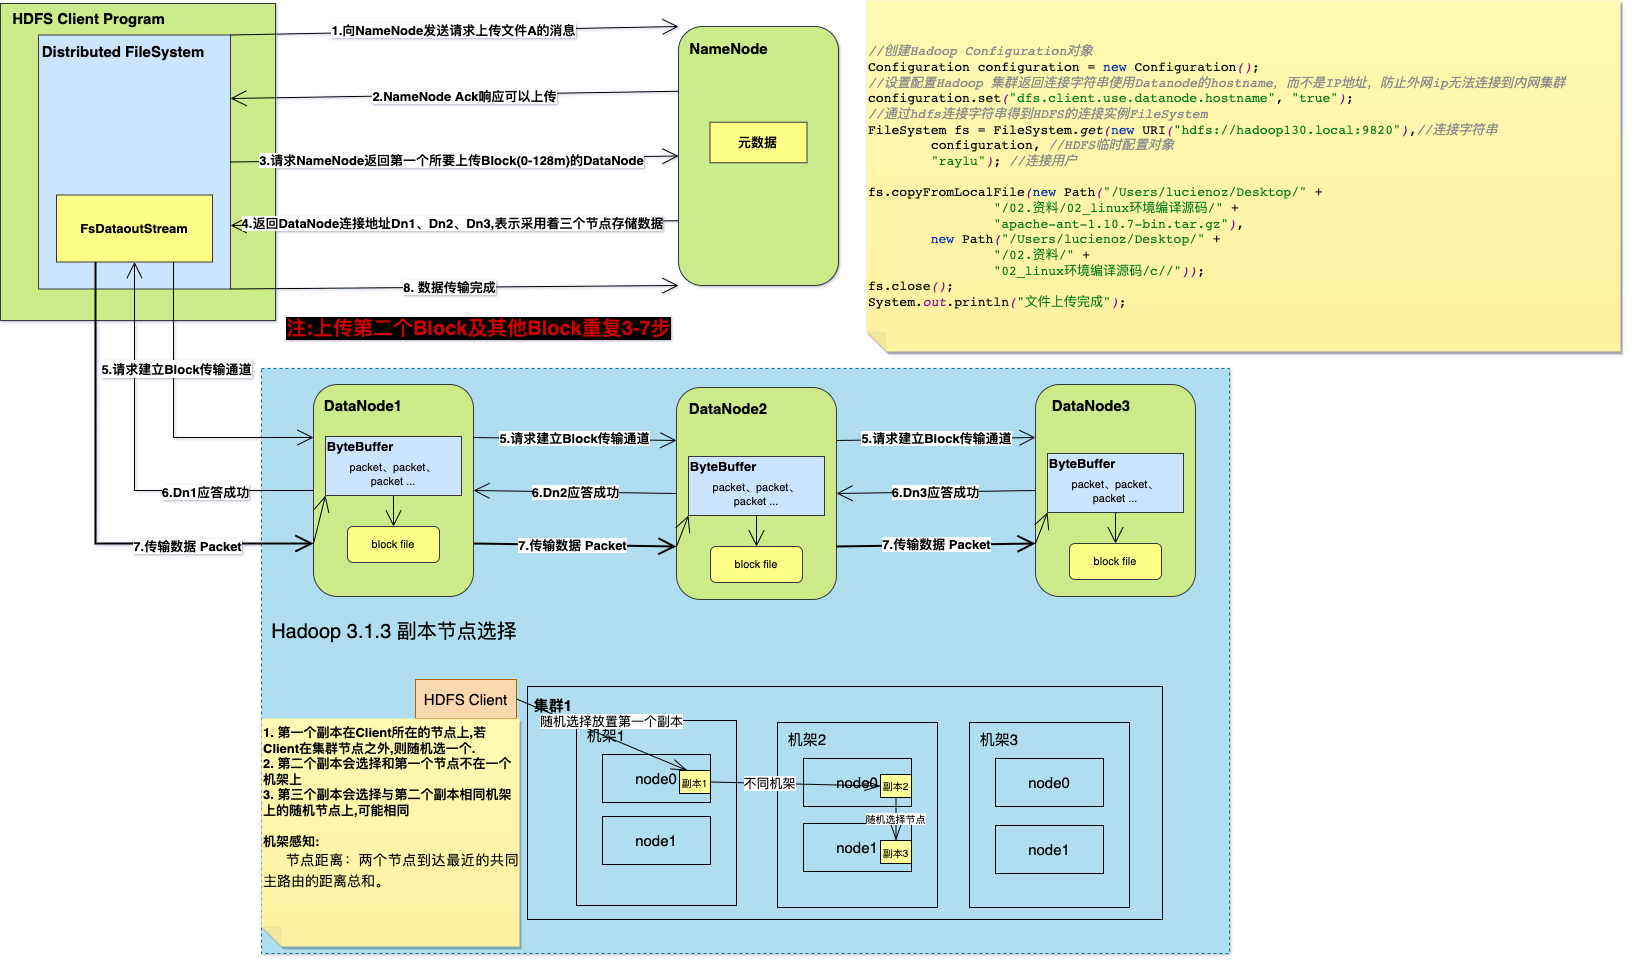 HDFS Client Program
Distributed FileSystem
FsDataoutStream
1.向NameNode发送请求上传文件A的消息
2.NameNode Ack响应可以上传
3.请求NameNode返回第一个所要上传Block(0-128m)的DataNode
4.返回DataNode连接地址Dn1、Dn2、Dn3,表示采用着三个节点存储数据
8. 数据传输完成
NameNode
元数据
注:上传第二个Block及其他Block重复3-7步
//创建Hadoop Configuration对象
Configuration configuration = new Configuration();
//设置配置Hadoop 集群返回连接字符串使用Datanode的hostname，而不是IP地址，防止外网ip无法连接到内网集群
configuration.set("dfs.client.use.datanode.hostname", "true");
//通过hdfs连接字符串得到HDFS的连接实例FileSystem
FileSystem fs = FileSystem.get(new URI("hdfs://hadoop130.local:9820"),//连接字符串
configuration, //HDFS临时配置对象
"raylu"); //连接用户
fs.copyFromLocalFile(new Path("/Users/lucienoz/Desktop/" +
"/02.资料/02_linux环境编译源码/" +
"apache-ant-1.10.7-bin.tar.gz"),
new Path("/Users/lucienoz/Desktop/" +
"/02.资料/" +
"02_linux环境编译源码/c//"));
fs.close();
System.out.println("文件上传完成");
5.请求建立Block传输通道
6.Dn1应答成功
7.传输数据 Packet
DataNode1
ByteBuffer
packet、packet、
packet ...
block file
5.请求建立Block传输通道
6.Dn2应答成功
7.传输数据 Packet
DataNode2
ByteBuffer
packet、packet、
packet ...
block file
5.请求建立Block传输通道
6.Dn3应答成功
7.传输数据 Packet
DataNode3
ByteBuffer
packet、packet、
packet ...
block file
Hadoop 3.1.3 副本节点选择
HDFS Client
1. 第一个副本在Client所在的节点上,若
Client在集群节点之外,则随机选一个.
2. 第二个副本会选择和第一个节点不在一个
机架上
3. 第三个副本会选择与第二个副本相同机架
上的随机节点上,可能相同
机架感知:
节点距离：两个节点到达最近的共同
主路由的距离总和。
集群1
随机选择放置第一个副本
机架1
node0
副本1
node1
不同机架
机架2
node0
副本2
随机选择节点
node1
副本3
机架3
node0
node1